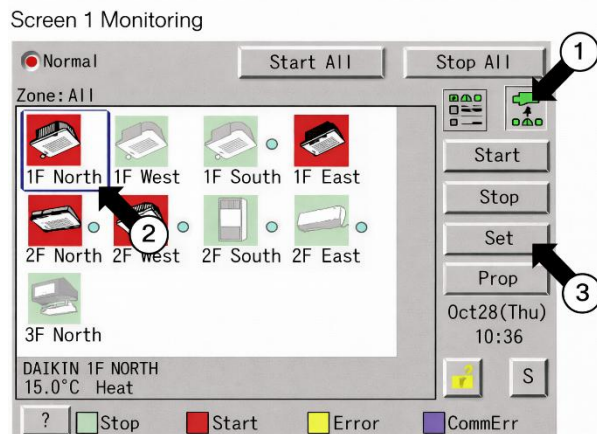 Screen 1 Monitoring
Normal
Start All
Stop All
1
Zone:All
1F North
1F West
1F South
1F East
Start
Stop
2
2F North
2F West
2F South
2F East
Set
Prop
3
3F North
Oct28(Thu)
10:36
DAIKIN 1F NORTH
15.0°C Heat
S
?
Stop
Start
Error
CommErr